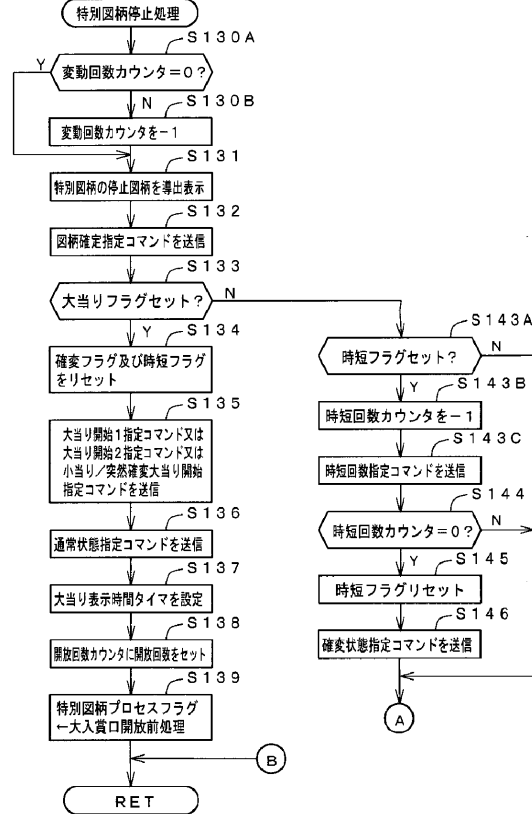 特別図柄停止処理
S130A
変動回数カウンタ=0?
Y
N
S130B
変動回数カウンタを-1
S131
特別図柄の停止図柄を導出表示
S132
図柄確定指定コマンドを送信
S133
大当りフラグセット?
N
Y
S134
確変フラグ及び時短フラグ
をリセット
S135
大当り開始1指定コマンド又は
大当り開始2指定コマンド又は
小当り/突然確変大当り開始
指定コマンドを送信
S136
通常状態指定コマンドを送信
S137
大当り表示時間タイマを設定
S138
開放回数カウンタに開放回数をセット
S139
特別図柄プロセスフラグ
←大入賞口開放前処理
B
RET
S143A
時短フラグセット?
N
Y
S143B
時短回数カウンタを-1
S143C
時短回数指定コマンドを送信
S144
時短回数カウンタ=0?
N
Y
S145
時短フラグリセット
S146
確変状態指定コマンドを送信
A